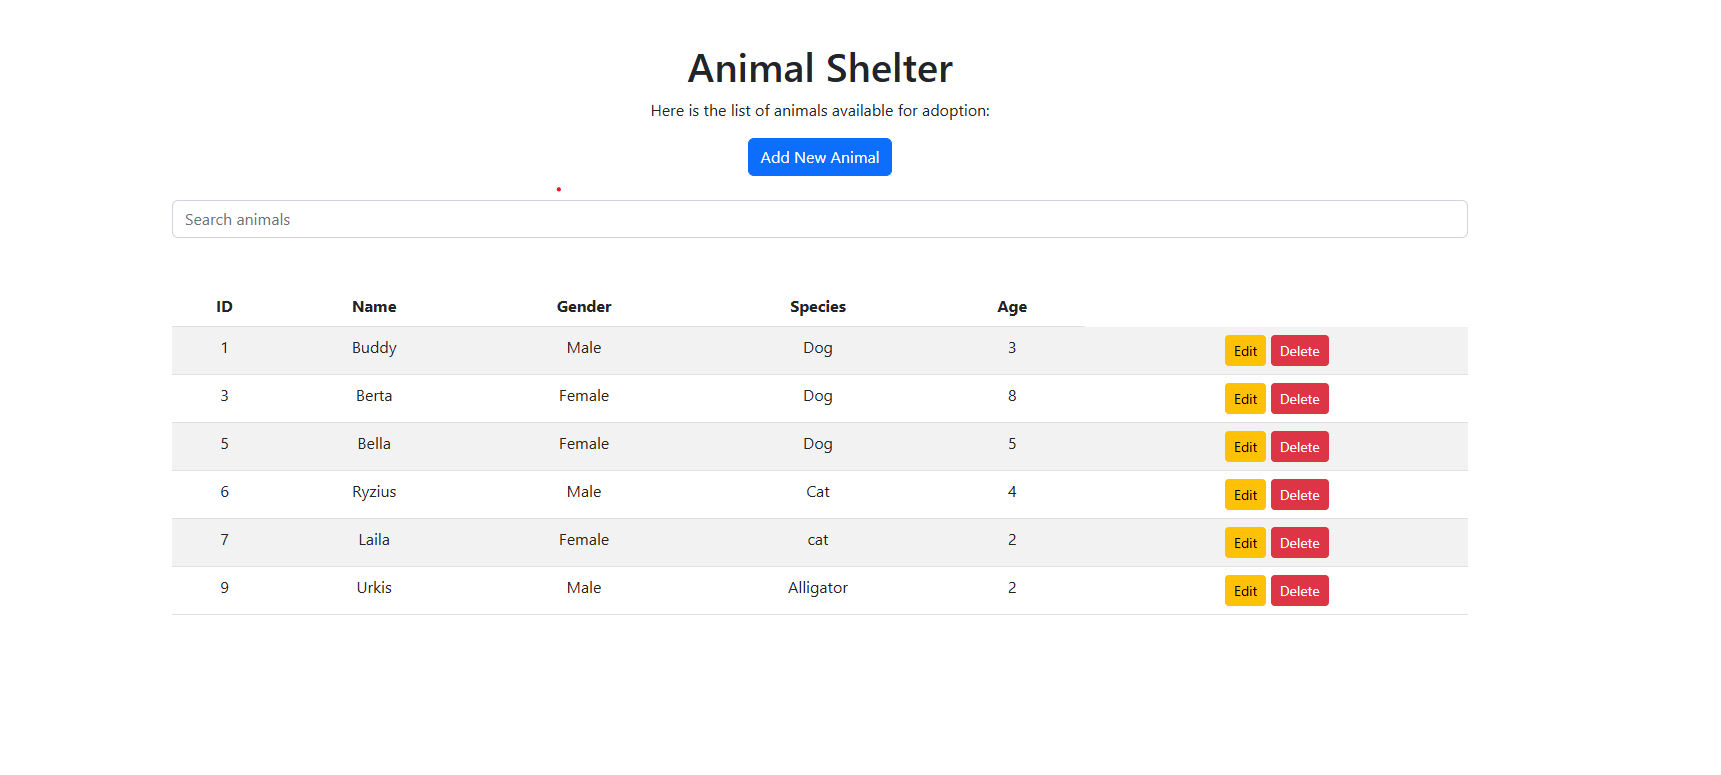 Animal Shelter
Here is the list of animals available for adoption:
Add New Animal
Search animals
ID Name Gender Species Age
1 Buddy Male Dog 3 Edit Delete
3 Berta Female Dog 8 Edit Delete
5 Bella Female Dog 5 Edit Delete
6 Ryzius Male Cat 4 Edit Delete
7 Laila Female cat 2 Edit Delete
9 Urkis Male Alligator 2 Edit Delete